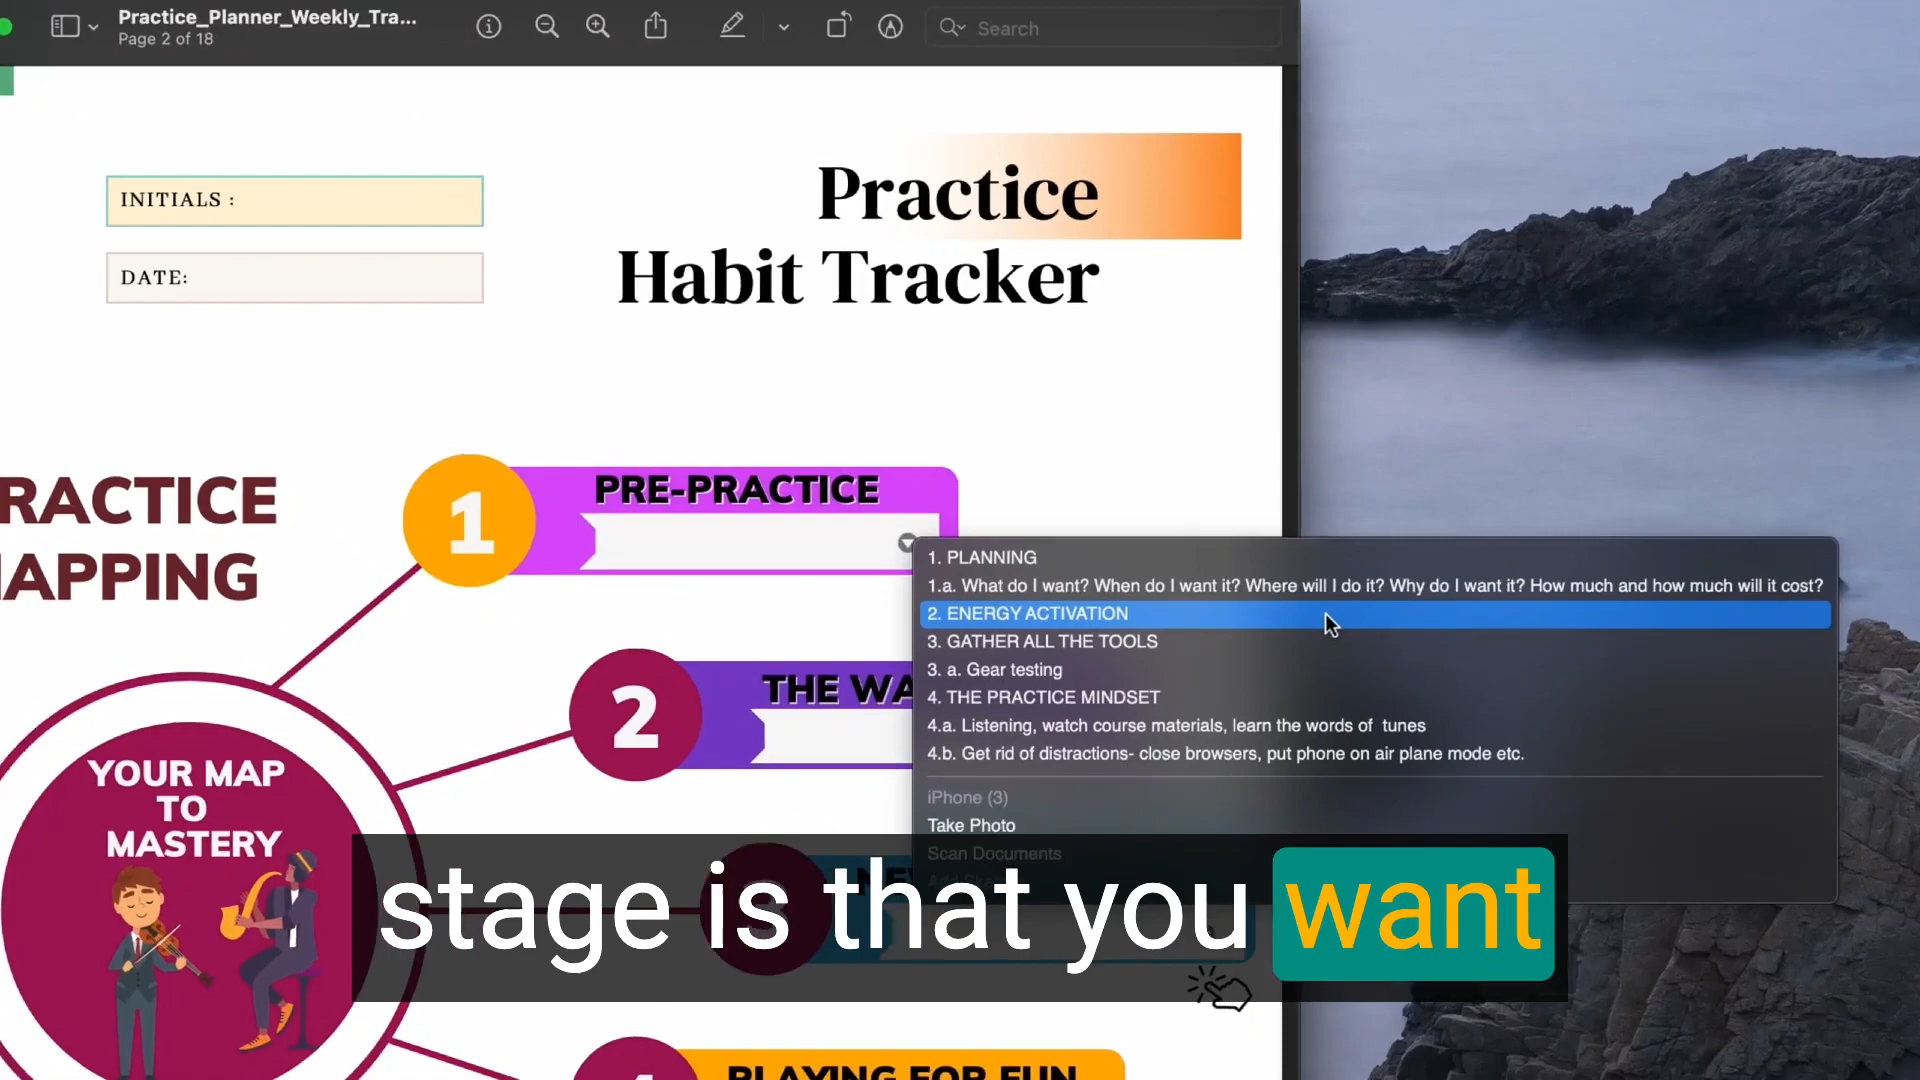 Practice_Planner_Weekly_Tra...
Page 2 of 18
Search
INITIALS :
DATE:
Practice
Habit Tracker
RACTICE
APPING
1
PRE-PRACTICE
1. PLANNING
1.a. What do I want? When do I want it? Where will I do it? Why do I want it? How much and how much will it cost?
2. ENERGY ACTIVATION
3. GATHER ALL THE TOOLS
3. a. Gear testing
4. THE PRACTICE MINDSET
4.a. Listening, watch course materials, learn the words of tunes
4.b. Get rid of distractions- close browsers, put phone on air plane mode etc.
iPhone (3)
Take Photo
Scan Documents
2
THE WA
YOUR MAP
TO
MASTERY
stage is that you want
PLAYING FOR FUN